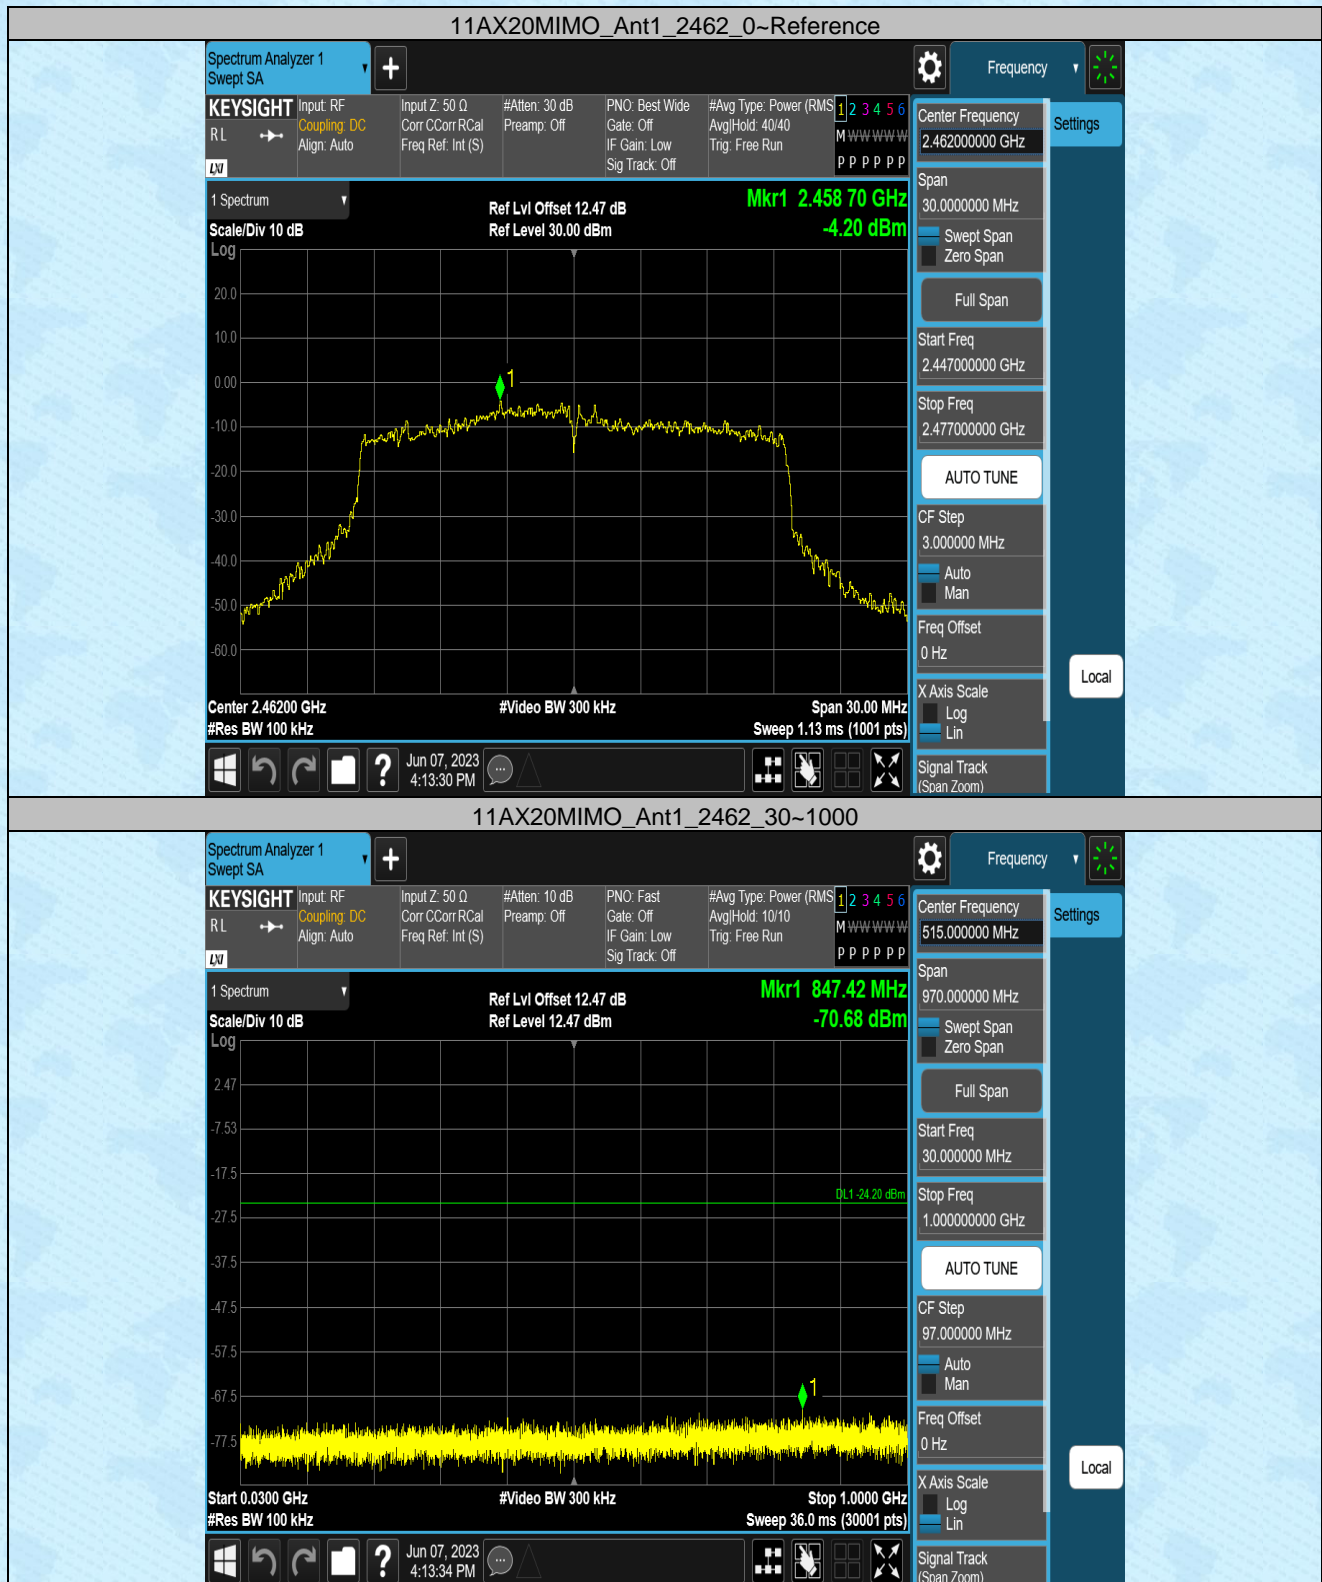 11AX20MIMO_Ant1_2462_0~Reference
Spectrum Analyzer 1
Swept SA
Frequency
KEYSIGHT
RL
LXI
Input: RF
Coupling: DC
Align: Auto
Input Z: 50 Ω
Corr CCorr RCal
Freq Ref: Int (S)
#Atten: 30 dB
Preamp: Off
PNO: Best Wide
Gate: Off
IF Gain: Low
Sig Track: Off
#Avg Type: Power (RMS
Avg|Hold: 40/40
Trig: Free Run
1 2 3 4 5 6
M W W W W W
P P P P P P
1 Spectrum
Scale/Div 10 dB
Log
Ref Lvl Offset 12.47 dB
Ref Level 30.00 dBm
Mkr1 2.458 70 GHz
-4.20 dBm
20.0
10.0
0.00
-10.0
-20.0
-30.0
-40.0
-50.0
-60.0
1
Center 2.46200 GHz
#Res BW 100 kHz
#Video BW 300 kHz
Span 30.00 MHz
Sweep 1.13 ms (1001 pts)
Jun 07, 2023
4:13:30 PM
Center Frequency
2.462000000 GHz
Settings
Span
30.0000000 MHz
Swept Span
Zero Span
Full Span
Start Freq
2.447000000 GHz
Stop Freq
2.477000000 GHz
AUTO TUNE
CF Step
3.000000 MHz
Auto
Man
Freq Offset
0 Hz
Local
X Axis Scale
Log
Lin
Signal Track
(Span Zoom)
11AX20MIMO_Ant1_2462_30~1000
Spectrum Analyzer 1
Swept SA
Frequency
KEYSIGHT
RL
LXI
Input: RF
Coupling: DC
Align: Auto
Input Z: 50 Ω
Corr CCorr RCal
Freq Ref: Int (S)
#Atten: 10 dB
Preamp: Off
PNO: Fast
Gate: Off
IF Gain: Low
Sig Track: Off
#Avg Type: Power (RMS
Avg|Hold: 10/10
Trig: Free Run
1 2 3 4 5 6
M W W W W W
P P P P P P
1 Spectrum
Scale/Div 10 dB
Log
Ref Lvl Offset 12.47 dB
Ref Level 12.47 dBm
Mkr1 847.42 MHz
-70.68 dBm
2.47
-7.53
-17.5
-27.5
-37.5
-47.5
-57.5
-67.5
-77.5
DL1 -24.20 dBm
1
Start 0.0300 GHz
#Res BW 100 kHz
#Video BW 300 kHz
Stop 1.0000 GHz
Sweep 36.0 ms (30001 pts)
Jun 07, 2023
4:13:34 PM
Center Frequency
515.000000 MHz
Settings
Span
970.000000 MHz
Swept Span
Zero Span
Full Span
Start Freq
30.000000 MHz
Stop Freq
1.000000000 GHz
AUTO TUNE
CF Step
97.000000 MHz
Auto
Man
Freq Offset
0 Hz
Local
X Axis Scale
Log
Lin
Signal Track
(Span Zoom)